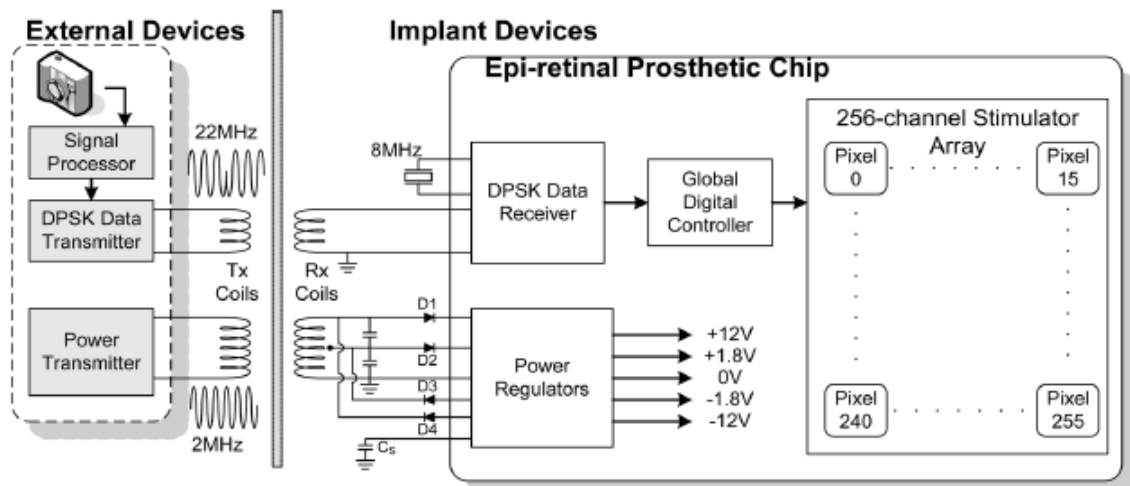 External Devices
Implant Devices
Epi-retinal Prosthetic Chip
Signal
Processor
DPSK Data
Transmitter
Power
Transmitter
22MHz
2MHz
Tx
Coils
Rx
Coils
8MHz
DPSK Data
Receiver
Global
Digital
Controller
256-channel Stimulator
Array
Pixel
0
Pixel
15
Pixel
240
Pixel
255
D1
D2
D3
D4
Cs
Power
Regulators
+12V
+1.8V
0V
-1.8V
-12V